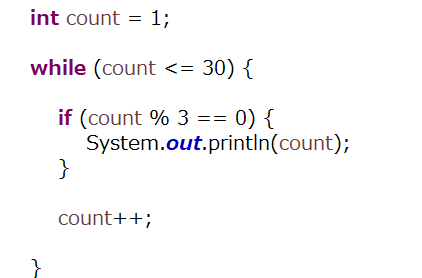 int count = 1;
while (count <= 30) {
if (count % 3 == 0) {
System.out.println(count);
}
count++;
}